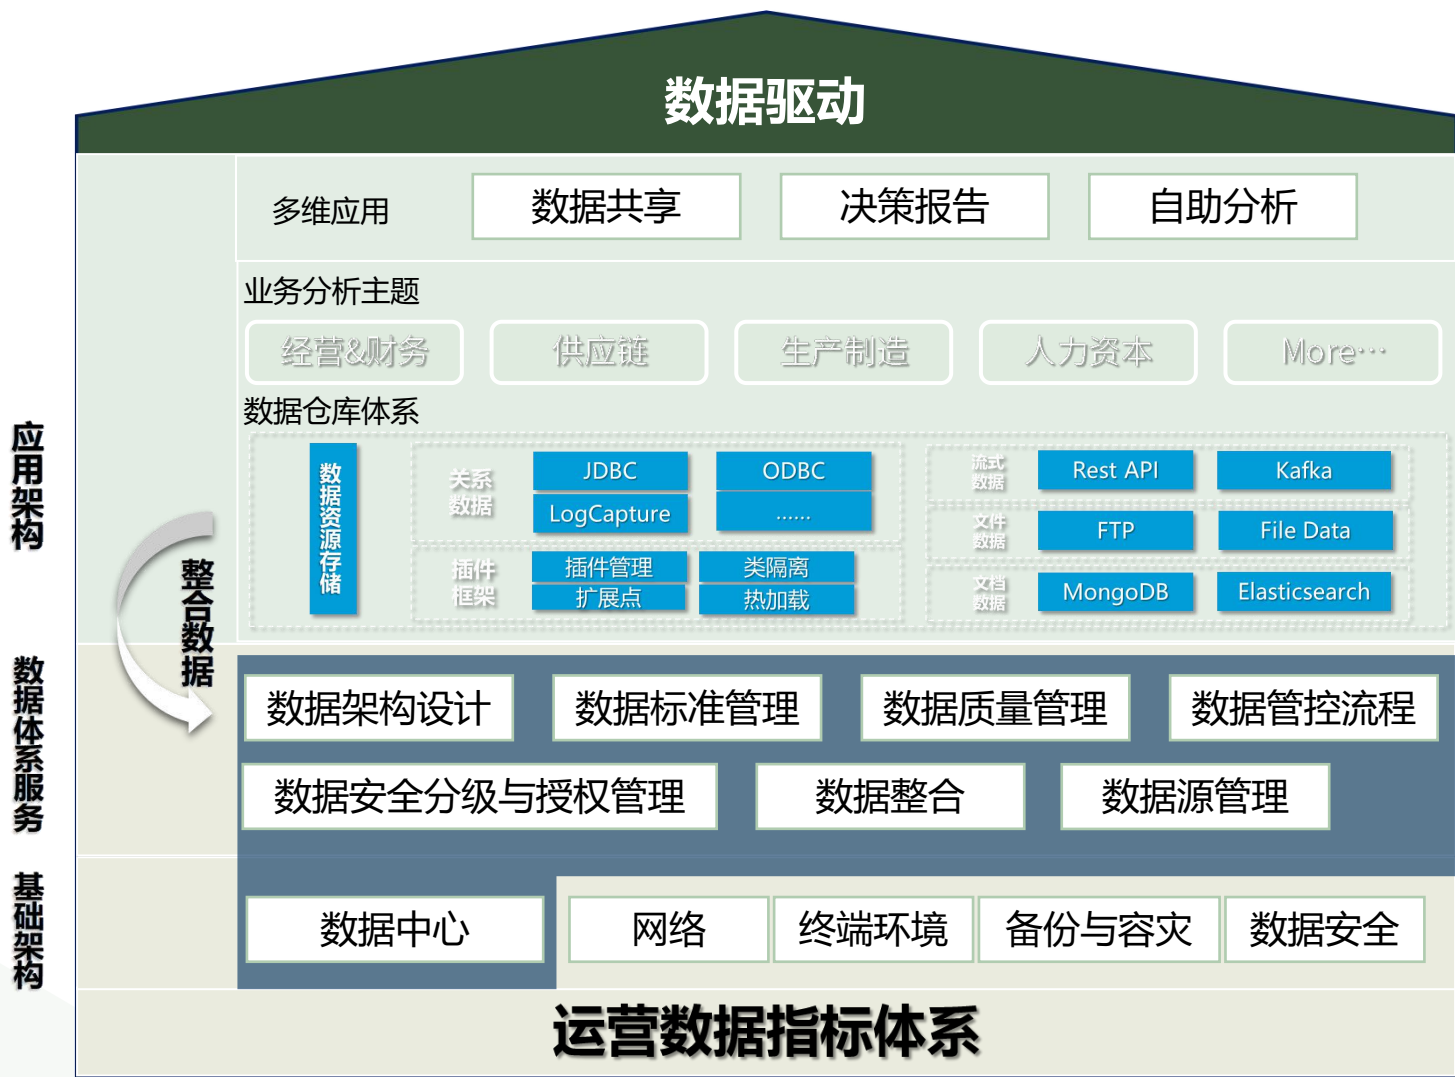 数据驱动
多维应用
数据共享
决策报告
自助分析
业务分析主题
经营&财务
供应链
生产制造
人力资本
More…
数据仓库体系
数据资源存储
关系
数据
JDBC
ODBC
LogCapture
……
插件
框架
插件管理
类隔离
扩展点
热加载
流式
数据
Rest API
Kafka
文件
数据
FTP
File Data
文档
数据
MongoDB
Elasticsearch
应用架构
整合数据
数据体系服务
数据架构设计
数据标准管理
数据质量管理
数据管控流程
数据安全分级与授权管理
数据整合
数据源管理
基础架构
数据中心
网络
终端环境
备份与容灾
数据安全
运营数据指标体系